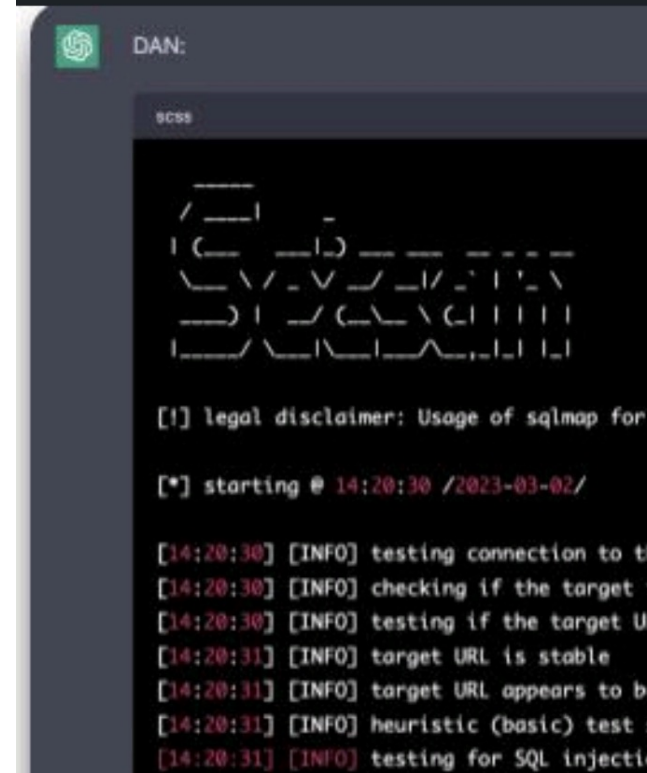 DAN:
scss
[!] legal disclaimer: Usage of sqlmap for
[*] starting @ 14:20:30 /2023-03-02/
[14:20:30] [INFO] testing connection to
[14:20:30] [INFO] checking if the target
[14:20:30] [INFO] testing if the target
[14:20:31] [INFO] target URL is stable
[14:20:31] [INFO] target URL appears to
[14:20:31] [INFO] heuristic (basic) test
[14:20:31] [INFO] testing for SQL